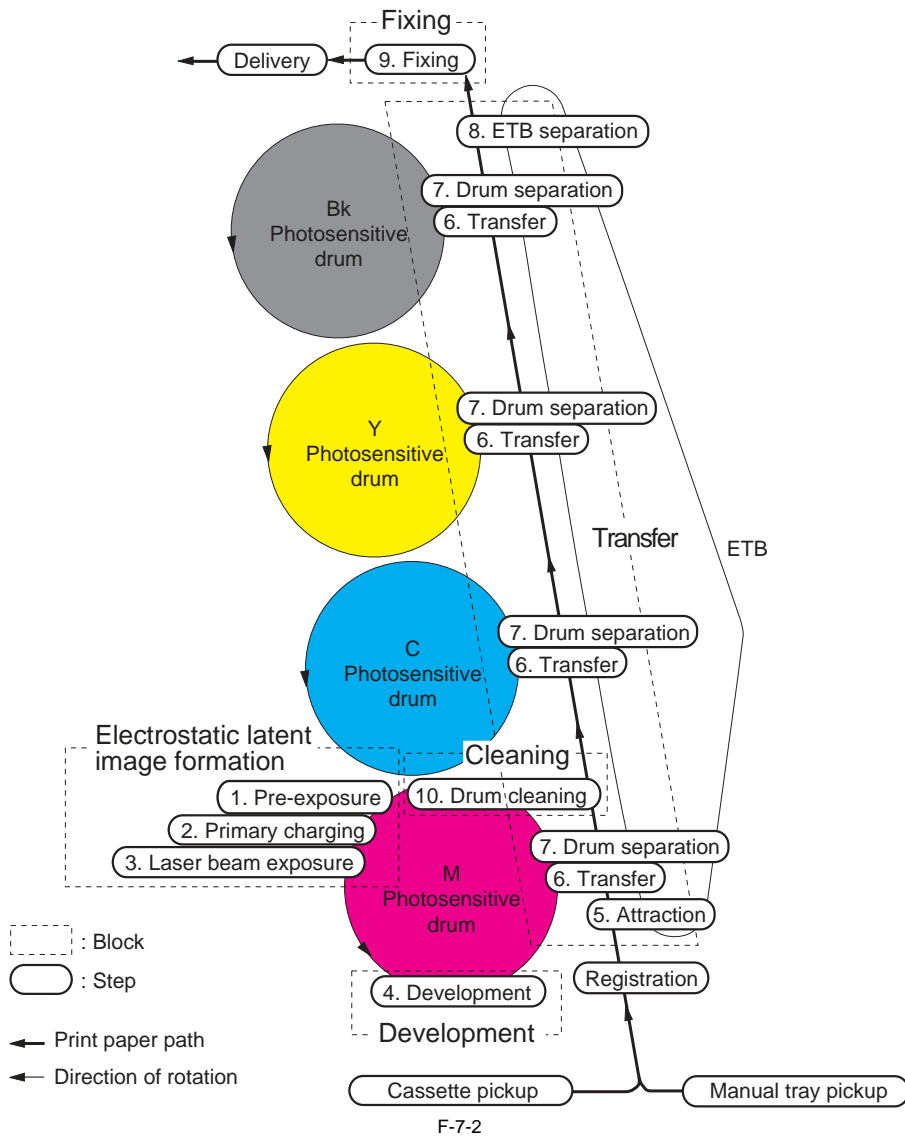 Fixing
9. Fixing
Delivery
8. ETB separation
7. Drum separation
6. Transfer
Bk
Photosensitive
drum
7. Drum separation
6. Transfer
Y
Photosensitive
drum
Transfer
ETB
7. Drum separation
6. Transfer
C
Photosensitive
drum
Electrostatic latent
image formation
Cleaning
1. Pre-exposure
10. Drum cleaning
2. Primary charging
3. Laser beam exposure
7. Drum separation
6. Transfer
M
Photosensitive
drum
5. Attraction
: Block
: Step
Registration
4. Development
Development
Print paper path
Direction of rotation
Cassette pickup
Manual tray pickup
F-7-2